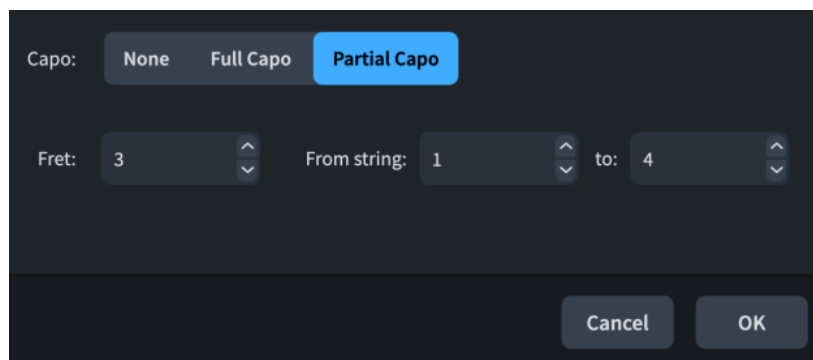 Capo: None Full Capo Partial Capo
Fret: 3 From string: 1 to: 4
Cancel OK